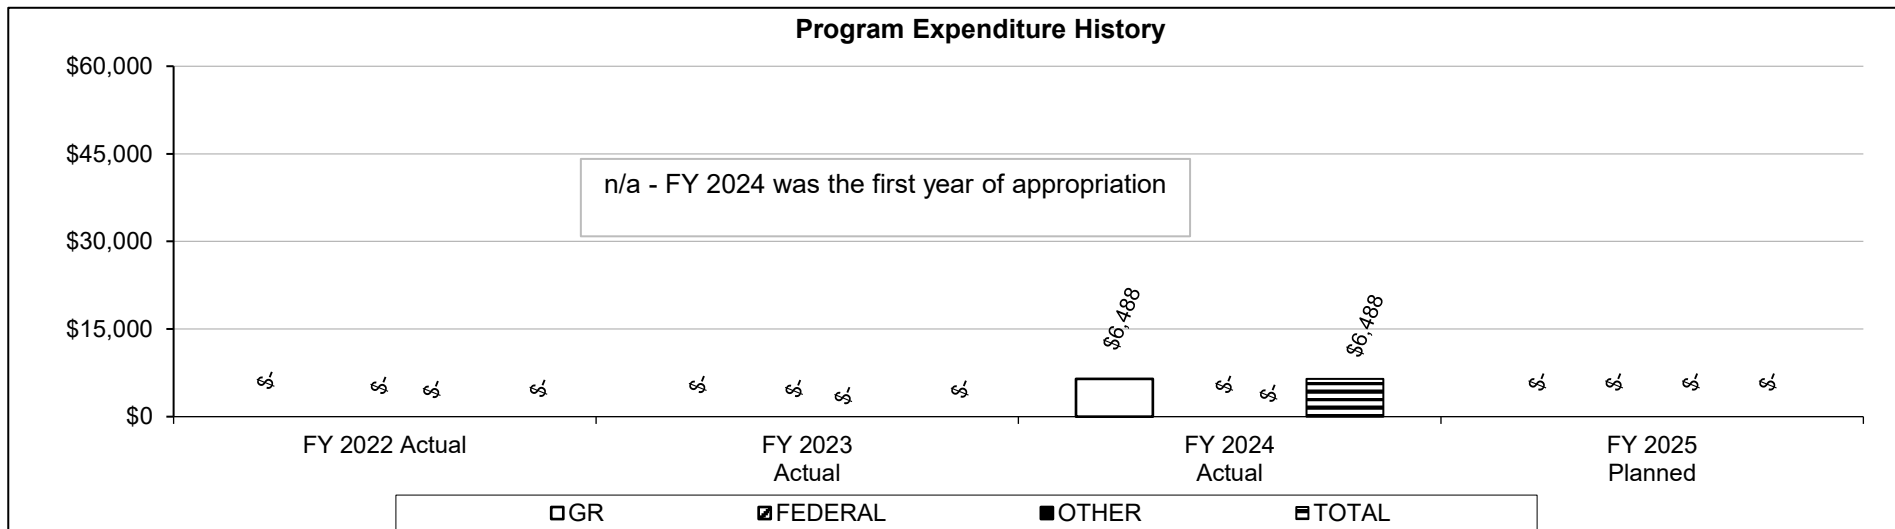 Program Expenditure History
$60,000
$45,000
$30,000
$15,000
$0
n/a - FY 2024 was the first year of appropriation
$- $- $- $- $- $- $- $- $6,488 $- $- $6,488 $- $- $- $-
FY 2022 Actual FY 2023 Actual FY 2024 Actual FY 2025 Planned
GR FEDERAL OTHER TOTAL